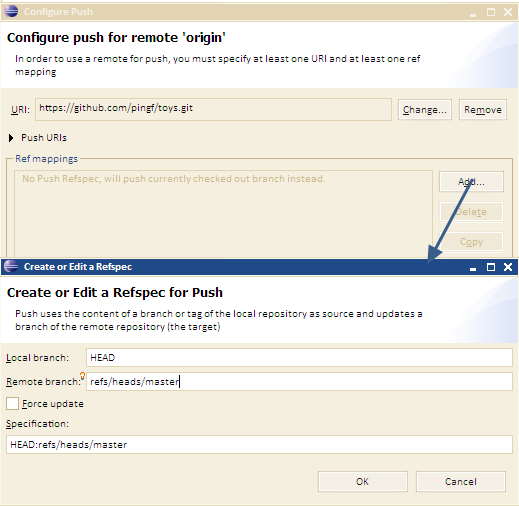 Configure Push
Configure push for remote 'origin'
In order to use a remote for push, you must specify at least one URI and at least one ref
mapping
URI: https://github.com/pingf/toys.git Change... Remove
Push URIs
Ref mappings
No Push Refspec, will push currently checked out branch instead.
Add...
Delete
Copy
Create or Edit a Refspec
Create or Edit a Refspec for Push
Push uses the content of a branch or tag of the local repository as source and updates a
branch of the remote repository (the target)
Local branch: HEAD
Remote branch: refs/heads/master
Force update
Specification:
HEAD:refs/heads/master
OK Cancel